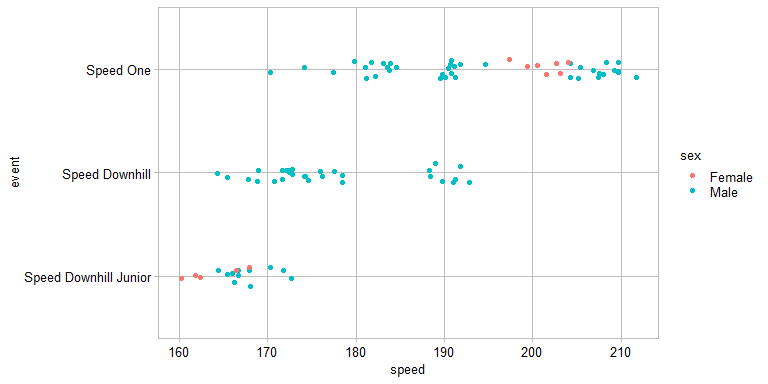 Speed One
Speed Downhill
Speed Downhill Junior
event
160 170 180 190 200 210
speed
sex
Female
Male